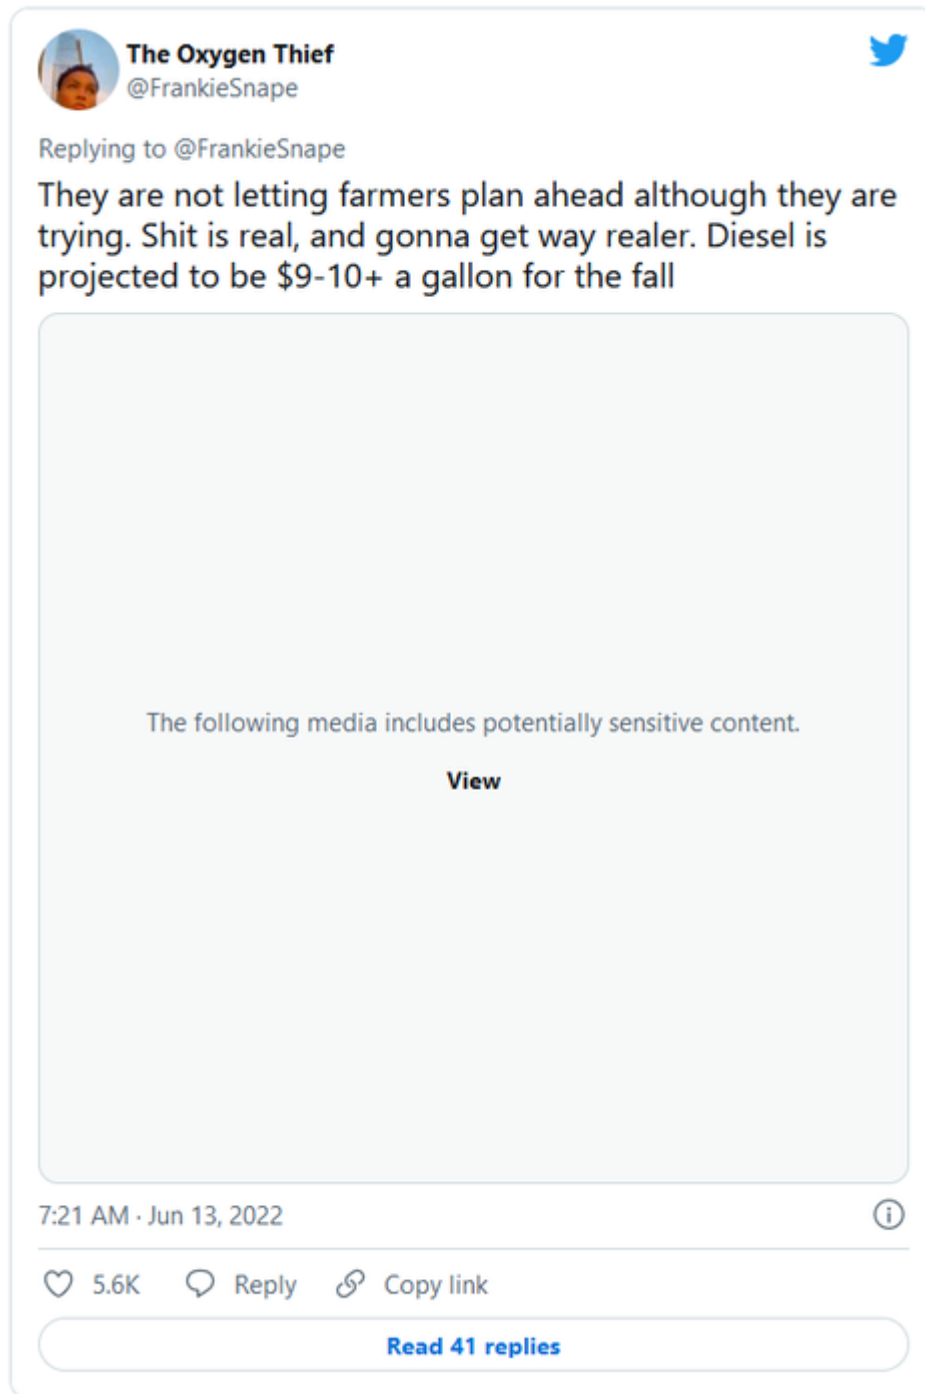 The Oxygen Thief
@FrankieSnape
Replying to @FrankieSnape
They are not letting farmers plan ahead although they are
trying. Shit is real, and gonna get way realer. Diesel is
projected to be $9-10+ a gallon for the fall
The following media includes potentially sensitive content.
View
7:21 AM · Jun 13, 2022
5.6K Reply Copy link
Read 41 replies